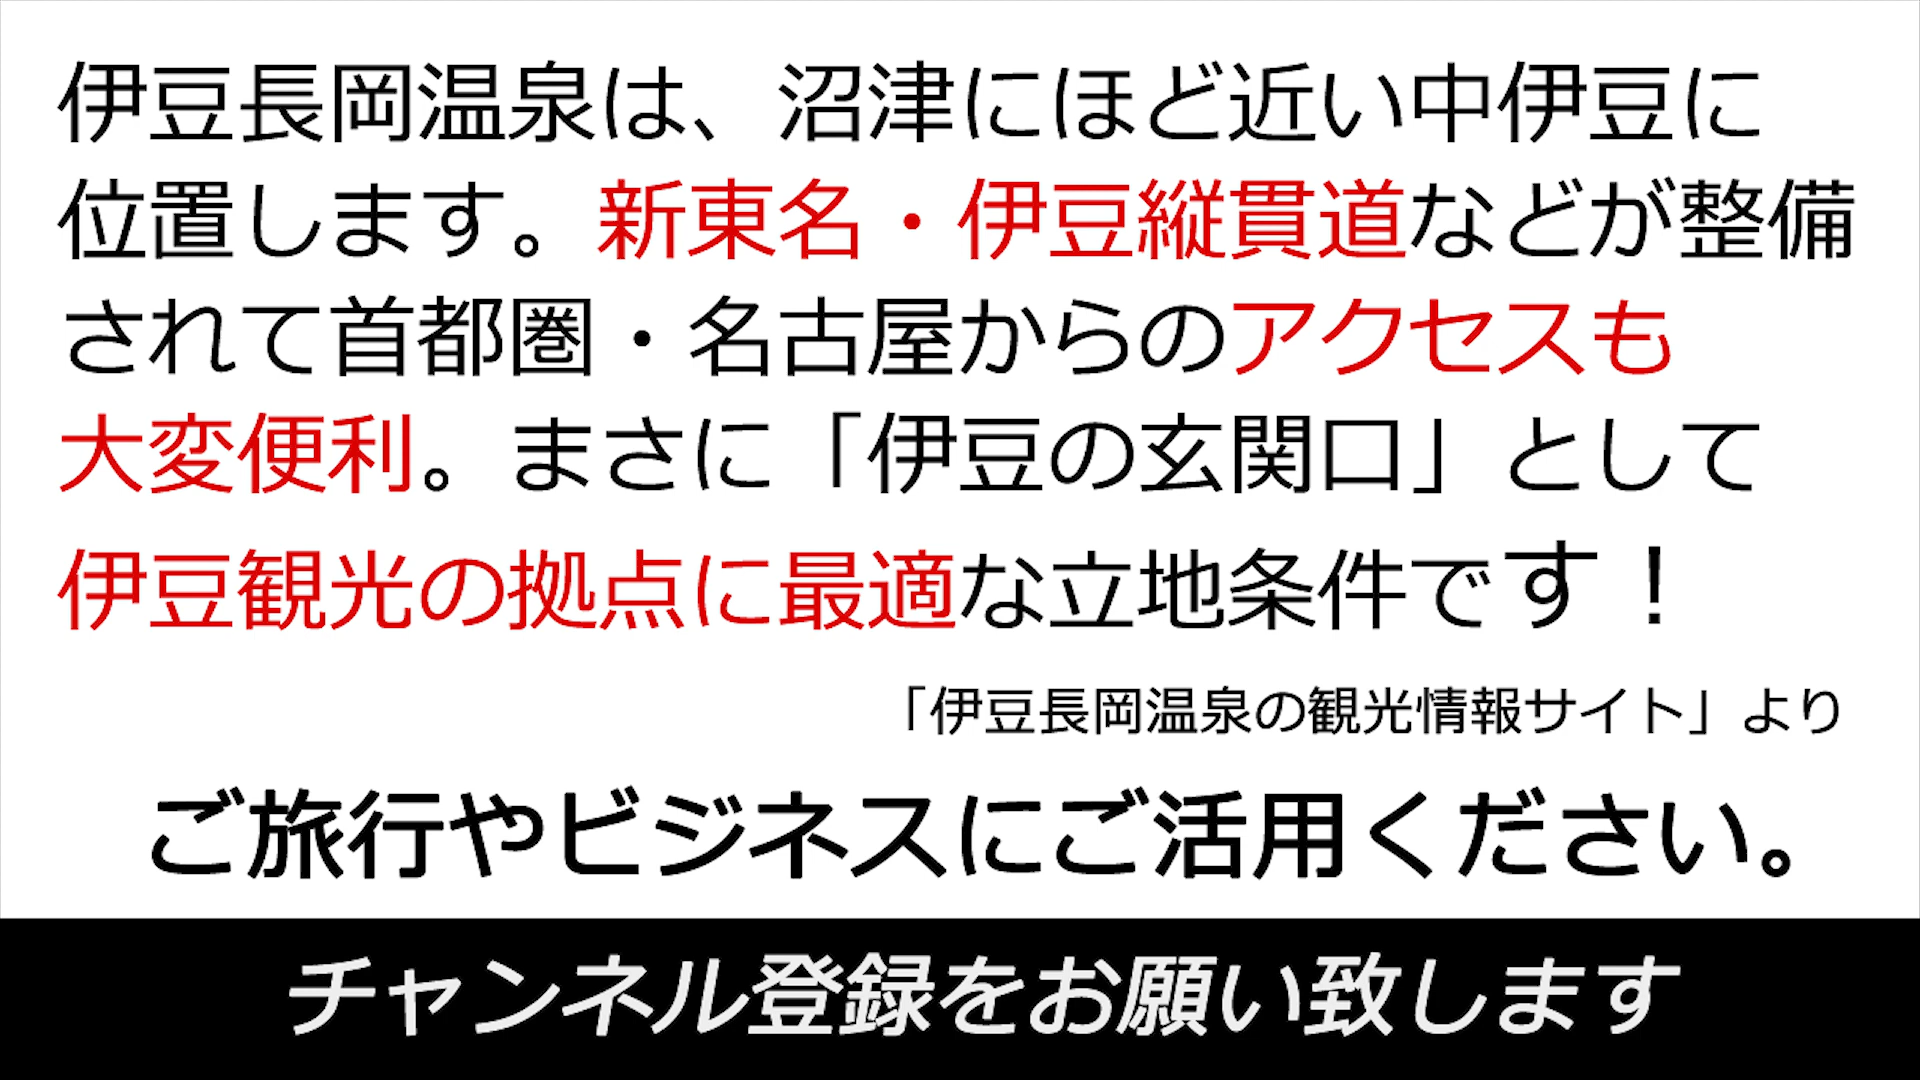 伊豆長岡温泉は、沼津にほど近い中伊豆に
位置します。新東名・伊豆縦貫道などが整備
されて首都圏・名古屋からのアクセスも
大変便利。まさに「伊豆の玄関口」として
伊豆観光の拠点に最適な立地条件です！
「伊豆長岡温泉の観光情報サイト」より
ご旅行やビジネスにご活用ください。
チャンネル登録をお願い致します